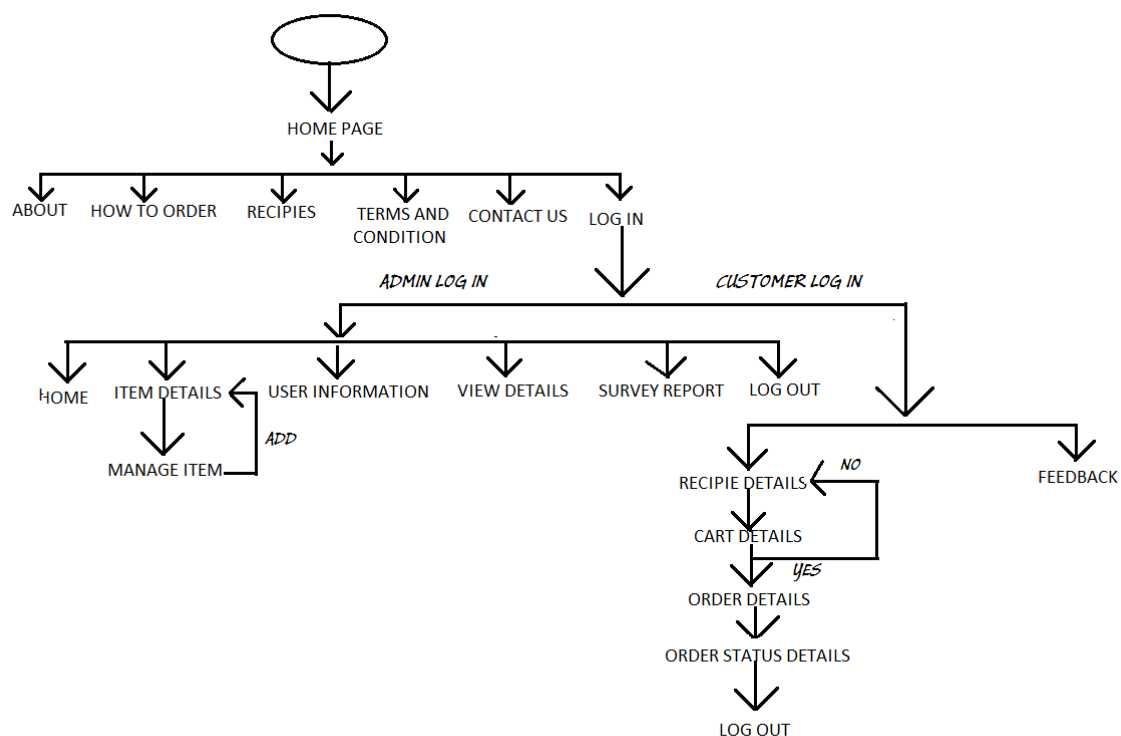 HOME PAGE
ABOUT
HOW TO ORDER
RECIPIES
TERMS AND
CONDITION
CONTACT US
LOG IN
ADMIN LOG IN
CUSTOMER LOG IN
HOME
ITEM DETAILS
USER INFORMATION
VIEW DETAILS
SURVEY REPORT
LOG OUT
ADD
MANAGE ITEM
NO
RECIPIE DETAILS
FEEDBACK
CART DETAILS
YES
ORDER DETAILS
ORDER STATUS DETAILS
LOG OUT